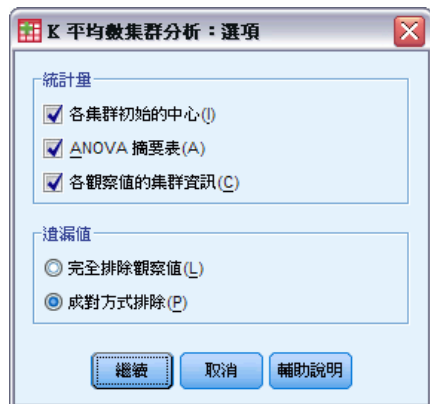 K 平均數集群分析：選項
統計量
各集群初始的中心(I)
ANOVA 摘要表(A)
各觀察值的集群資訊(C)
遺漏值
完全排除觀察值(L)
成對方式排除(P)
繼續
取消
輔助說明